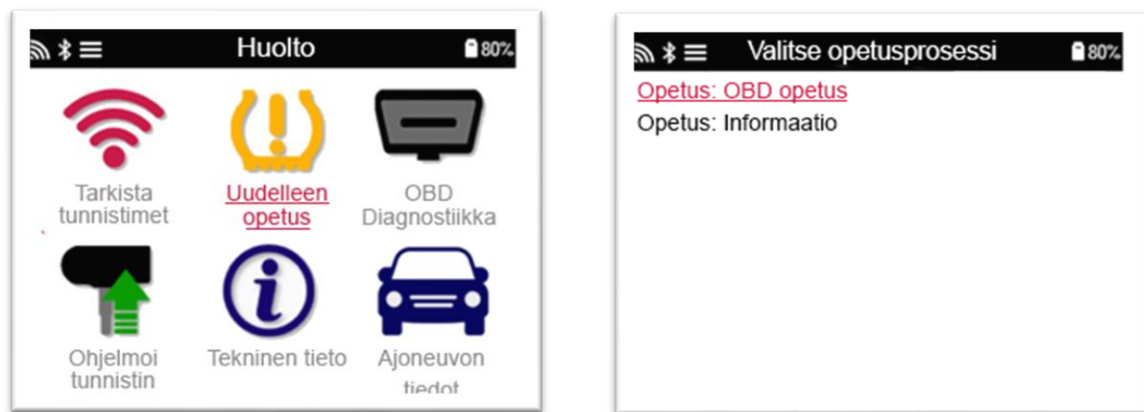 Huolto
80%
Tarkista
tunnistimet
Uudelleen
opetus
OBD
Diagnostiikka
Ohjelmoi
tunnistin
Tekninen tieto
Ajoneuvon
tiedot
Valitse opetusprosessi
80%
Opetus: OBD opetus
Opetus: Informaatio